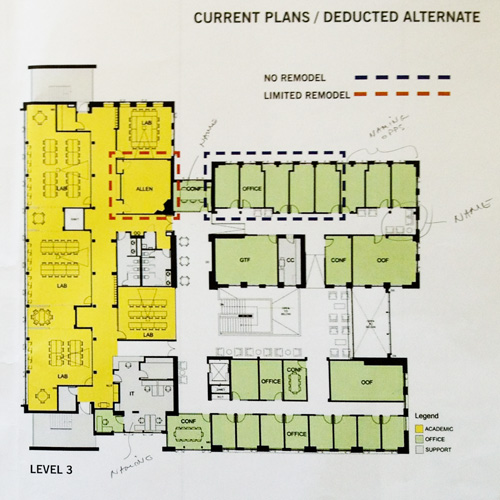 CURRENT PLANS / DEDUCTED ALTERNATE
NO REMODEL
LIMITED REMODEL
NAME
NAMING
OPPS
LAB
LAB
ALLEN
CONF
OFFICE
NAME
LAB
GTF
CC
CONF
OOF
LAB
LAB
LAB
IT
OFFICE
CONF
OOF
CONF
OFFICE
Legend
ACADEMIC
OFFICE
SUPPORT
LEVEL 3
NAMING